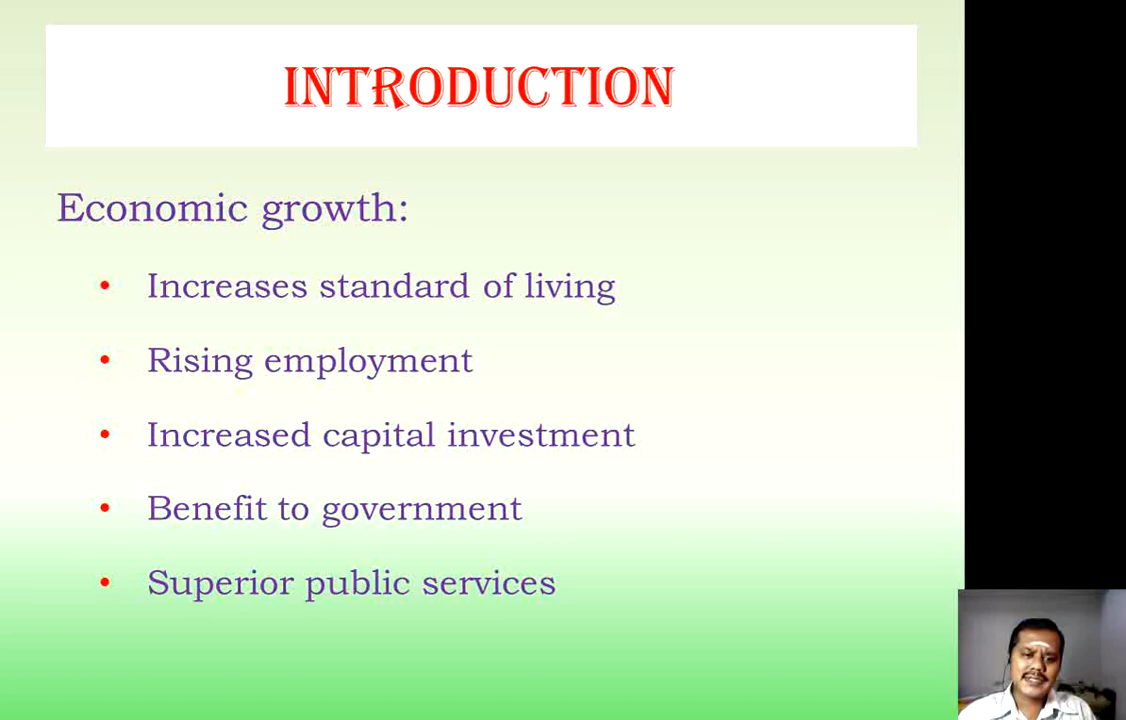 INTRODUCTION
Economic growth:
• Increases standard of living
• Rising employment
• Increased capital investment
• Benefit to government
• Superior public services